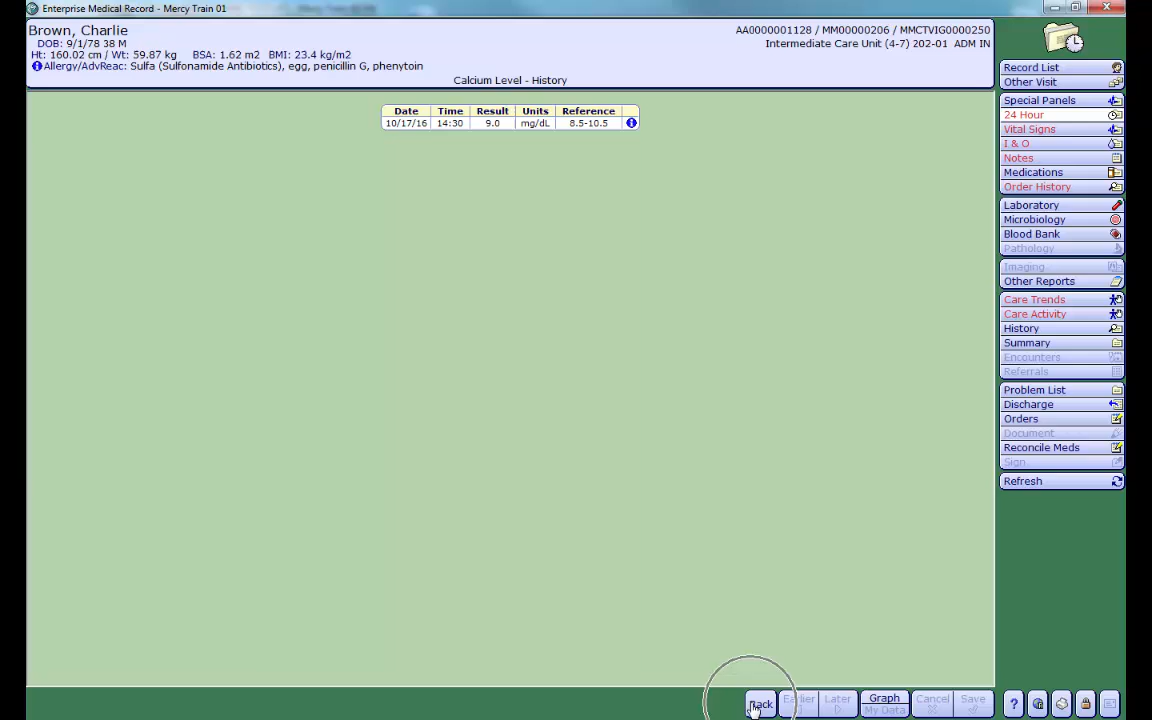 Enterprise Medical Record - Mercy Train 01
Brown, Charlie
AA0000001128 / MM00000206 / MMCTVIG0000250
DOB: 9/1/78 38 M
Intermediate Care Unit (4-7) 202-01 ADM IN
Ht: 160.02 cm / Wt: 59.87 kg BSA: 1.62 m2 BMI: 23.4 kg/m2
Allergy/AdvReac: Sulfa (Sulfonamide Antibiotics), egg, penicillin G, phenytoin
Calcium Level - History
Date Time Result Units Reference
10/17/16 14:30 9.0 mg/dL 8.5-10.5
Record List
Other Visit
Special Panels
24 Hour
Vital Signs
I & O
Notes
Medications
Order History
Laboratory
Microbiology
Blood Bank
Pathology
Imaging
Other Reports
Care Trends
Care Activity
History
Summary
Encounters
Referrals
Problem List
Discharge
Orders
Document
Reconcile Meds
Sign
Refresh
Back Earlier Later Graph Cancel Save ?
My Data